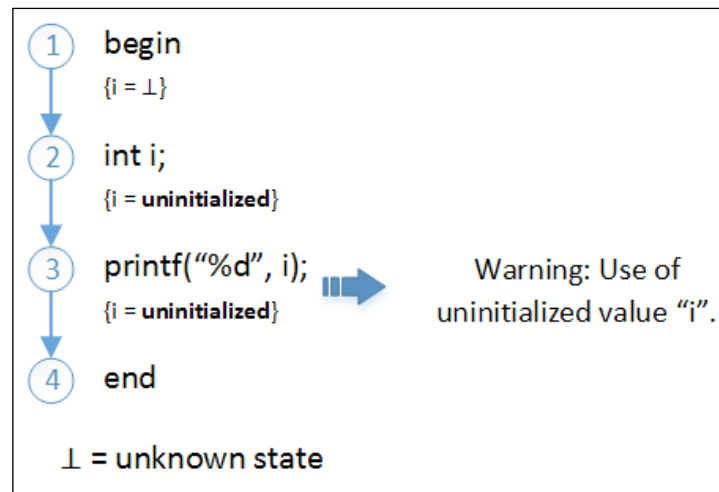 1 begin
{i = ⊥}
2 int i;
{i = uninitialized}
3 printf(“%d”, i);
{i = uninitialized}
Warning: Use of
uninitialized value “i”.
4 end
⊥ = unknown state